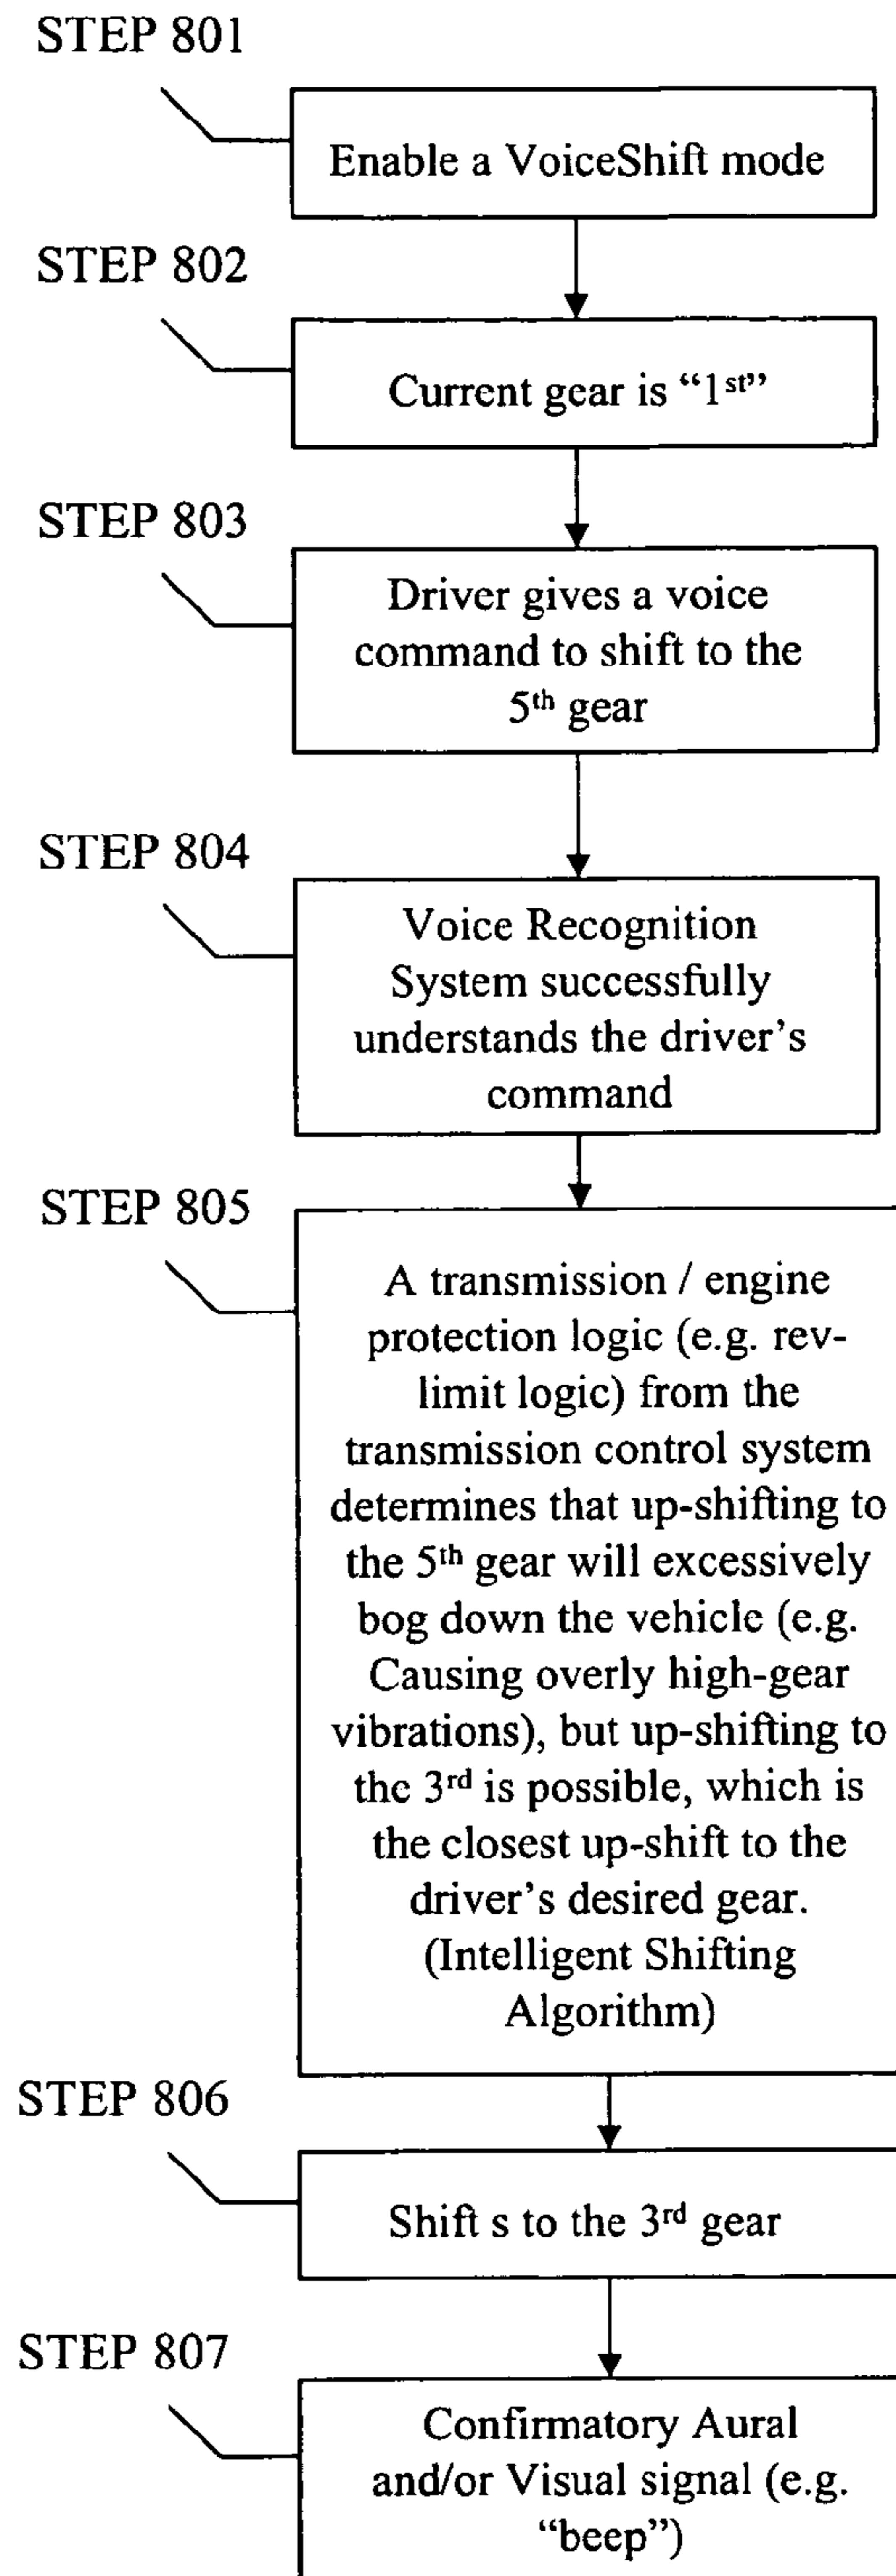 STEP 801
Enable a VoiceShift mode
STEP 802
Current gear is “1st”
STEP 803
Driver gives a voice
command to shift to the
5th gear
STEP 804
Voice Recognition
System successfully
understands the driver’s
command
STEP 805
A transmission / engine
protection logic (e.g. rev-
limit logic) from the
transmission control system
determines that up-shifting to
the 5th gear will excessively
bog down the vehicle (e.g.
Causing overly high-gear
vibrations), but up-shifting to
the 3rd is possible, which is
the closest up-shift to the
driver’s desired gear.
(Intelligent Shifting
Algorithm)
STEP 806
Shift s to the 3rd gear
STEP 807
Confirmatory Aural
and/or Visual signal (e.g.
“beep”)